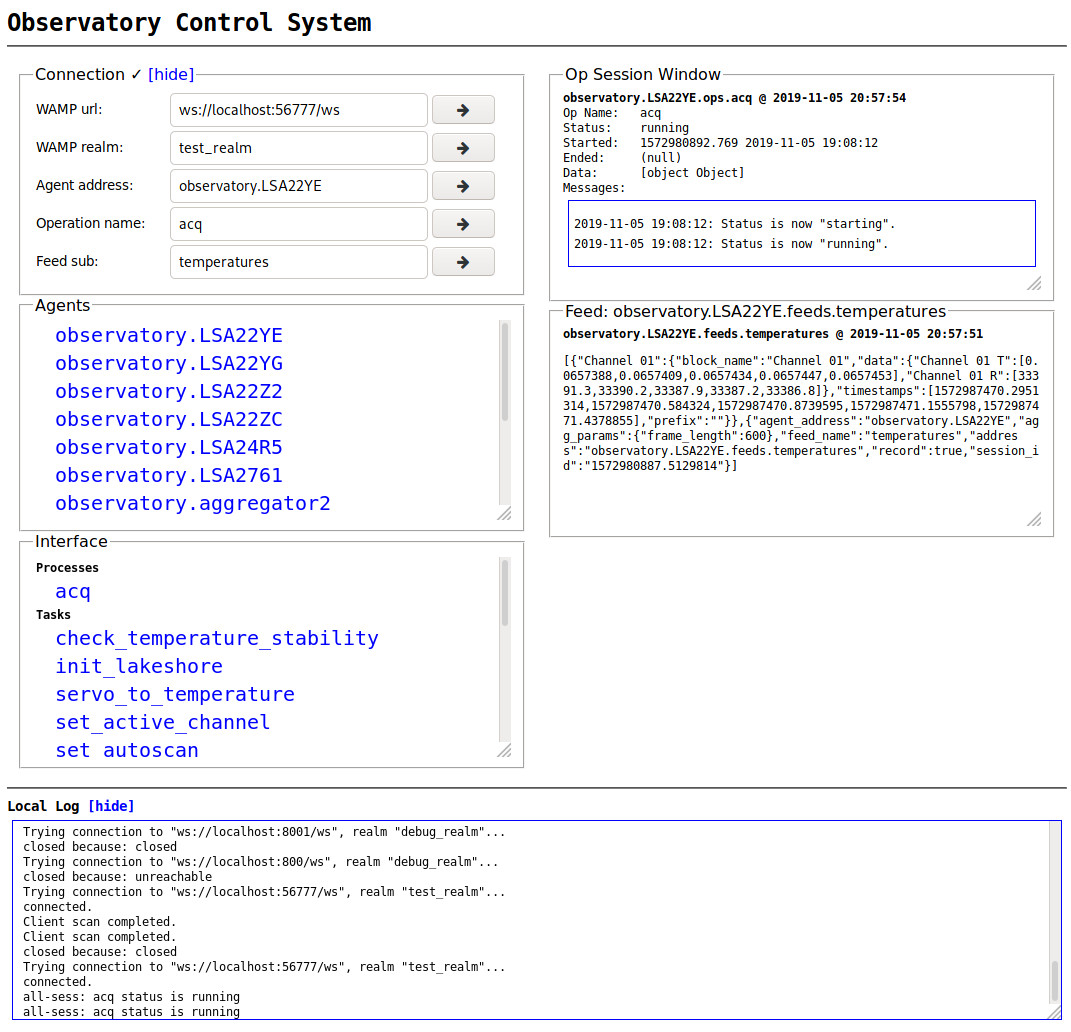 Observatory Control System
Connection ✓ [hide]
WAMP url: ws://localhost:56777/ws →
WAMP realm: test_realm →
Agent address: observatory.LSA22YE →
Operation name: acq →
Feed sub: temperatures →
Agents
observatory.LSA22YE
observatory.LSA22YG
observatory.LSA22Z2
observatory.LSA22ZC
observatory.LSA24R5
observatory.LSA2761
observatory.aggregator2
Interface
Processes
acq
Tasks
check_temperature_stability
init_lakeshore
servo_to_temperature
set_active_channel
set_autoscan
Op Session Window
observatory.LSA22YE.ops.acq @ 2019-11-05 20:57:54
Op Name: acq
Status: running
Started: 1572980892.769 2019-11-05 19:08:12
Ended: (null)
Data: [object Object]
Messages:
2019-11-05 19:08:12: Status is now "starting".
2019-11-05 19:08:12: Status is now "running".
Feed: observatory.LSA22YE.feeds.temperatures
observatory.LSA22YE.feeds.temperatures @ 2019-11-05 20:57:51
[{"Channel 01":{"block_name":"Channel 01","data":{"Channel 01 T":[0.
0657388,0.0657409,0.0657434,0.0657447,0.0657453],"Channel 01 R":[333
91.3,33390.2,33387.9,33387.2,33386.8]},"timestamps":[1572987470.2951
314,1572987470.584324,1572987470.8739595,1572987471.1555798,15729874
71.4378855],"prefix":""}},{"agent_address":"observatory.LSA22YE","ag
g_params":{"frame_length":600},"feed_name":"temperatures","addres
s":"observatory.LSA22YE.feeds.temperatures","record":true,"session_i
d":"1572980887.5129814"}]
Local Log [hide]
Trying connection to "ws://localhost:8001/ws", realm "debug_realm"...
closed because: closed
Trying connection to "ws://localhost:800/ws", realm "debug_realm"...
closed because: unreachable
Trying connection to "ws://localhost:56777/ws", realm "test_realm"...
connected.
Client scan completed.
Client scan completed.
closed because: closed
Trying connection to "ws://localhost:56777/ws", realm "test_realm"...
connected.
all-sess: acq status is running
all-sess: acq status is running